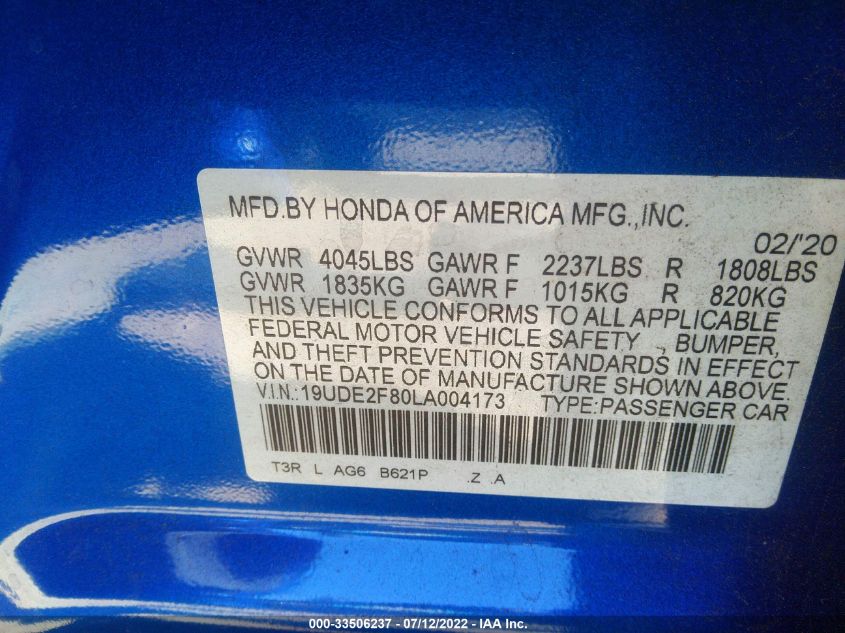 MFD.BY HONDA OF AMERICA MFG.,INC.
02/'20
GVWR 4045LBS GAWR F 2237LBS R 1808LBS
GVWR 1835KG GAWR F 1015KG R 820KG
THIS VEHICLE CONFORMS TO ALL APPLICABLE
FEDERAL MOTOR VEHICLE SAFETY , BUMPER,
AND THEFT PREVENTION STANDARDS IN EFFECT
ON THE DATE OF MANUFACTURE SHOWN ABOVE.
V.I.N.:19UDE2F80LA004173 TYPE:PASSENGER CAR
T3R L AG6 B621P .Z .A
000-33506237 - 07/12/2022 - IAA Inc.